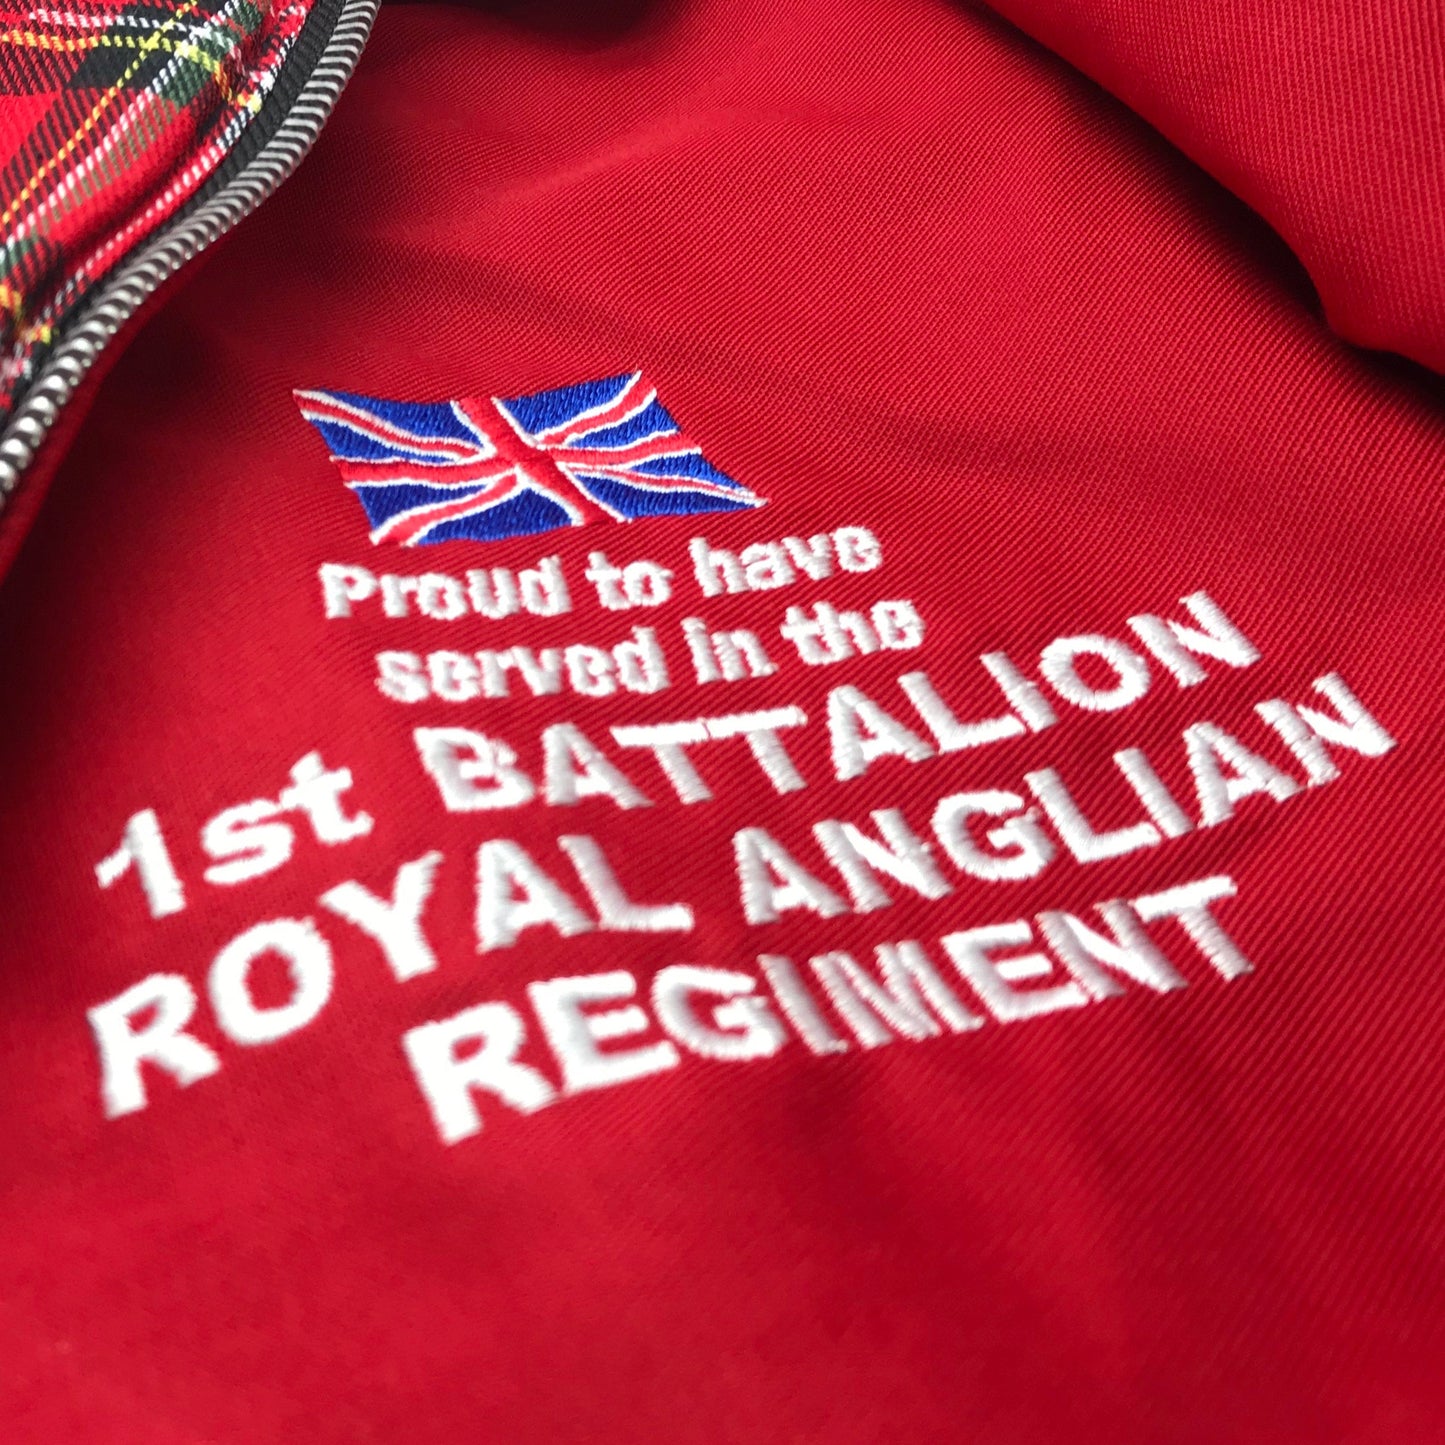 Proud to have
served in the
1st BATTALION
ROYAL ANGLIAN
REGIMENT